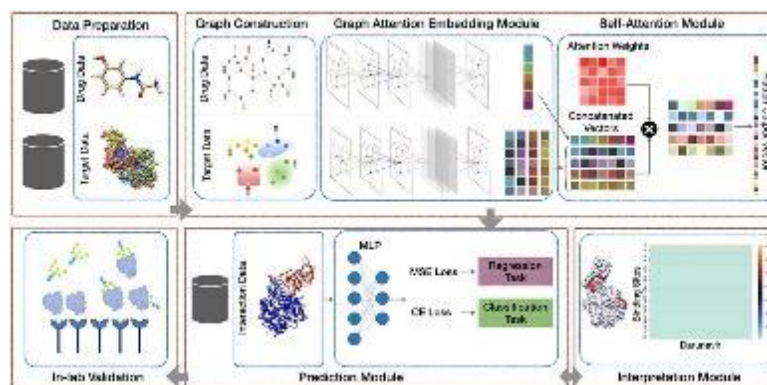 Data Preparation
Graph Construction
Graph Attention Embedding Module
Self-Attention Module
Drug Data
Target Data
Drug Data
Target Data
Attention Weights
Concatenated
Vectors
Interaction Data
MLP
MSE Loss
Regression
Task
CE Loss
Classification
Task
Binding Sites
In-lab Validation
Prediction Module
Interpretation Module